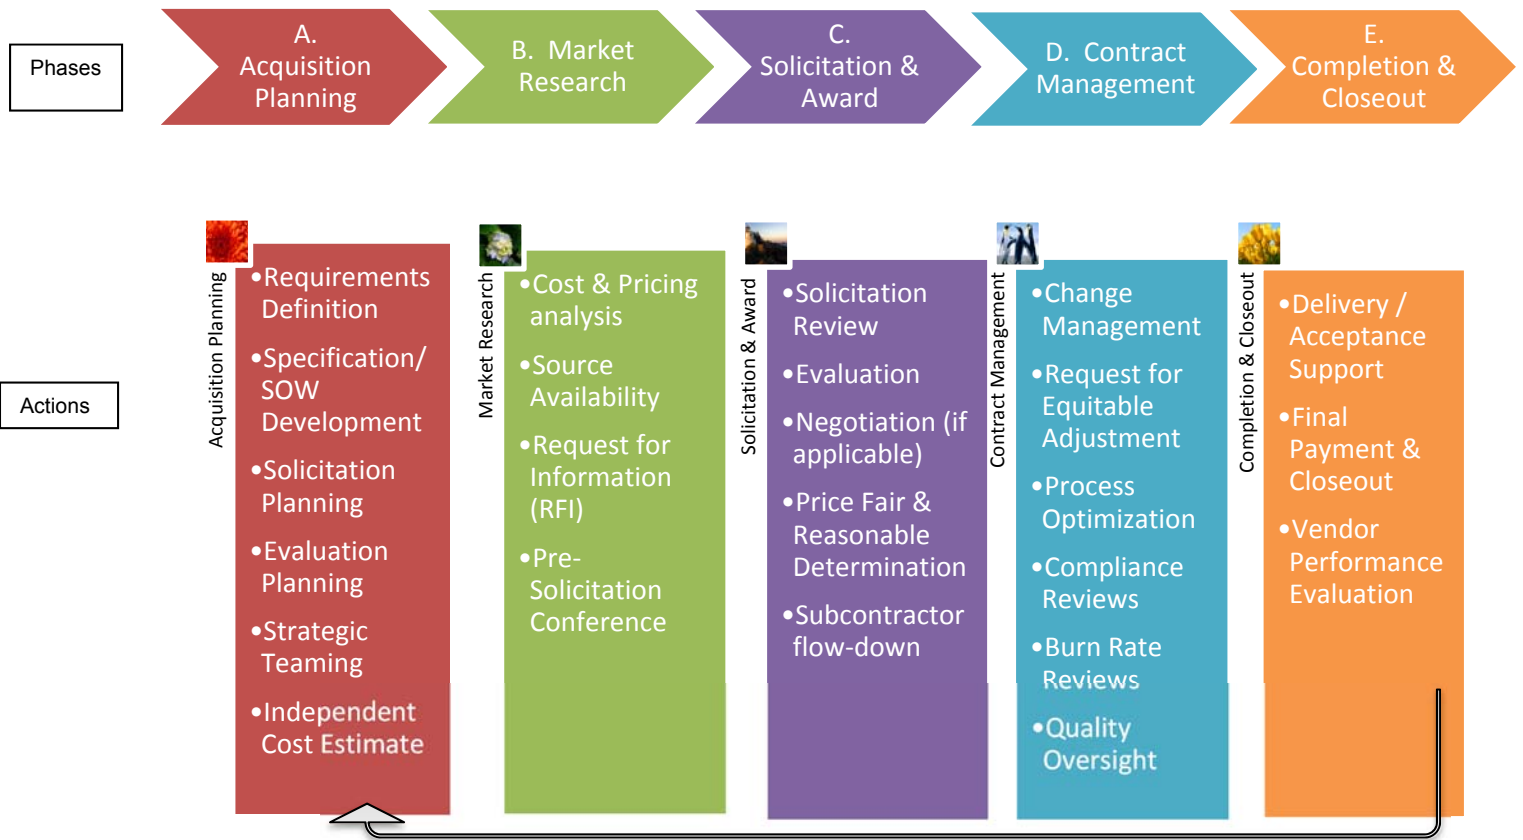 Phases
A.
Acquisition
Planning
B. Market
Research
C.
Solicitation &
Award
D. Contract
Management
E.
Completion &
Closeout
Actions
Acquisition Planning
•Requirements
Definition
•Specification/
SOW
Development
•Solicitation
Planning
•Evaluation
Planning
•Strategic
Teaming
•Independent
Cost Estimate
Market Research
•Cost & Pricing
analysis
•Source
Availability
•Request for
Information
(RFI)
•Pre-
Solicitation
Conference
Solicitation & Award
•Solicitation
Review
•Evaluation
•Negotiation (if
applicable)
•Price Fair &
Reasonable
Determination
•Subcontractor
flow-down
Contract Management
•Change
Management
•Request for
Equitable
Adjustment
•Process
Optimization
•Compliance
Reviews
•Burn Rate
Reviews
•Quality
Oversight
Completion & Closeout
•Delivery /
Acceptance
Support
•Final
Payment &
Closeout
•Vendor
Performance
Evaluation